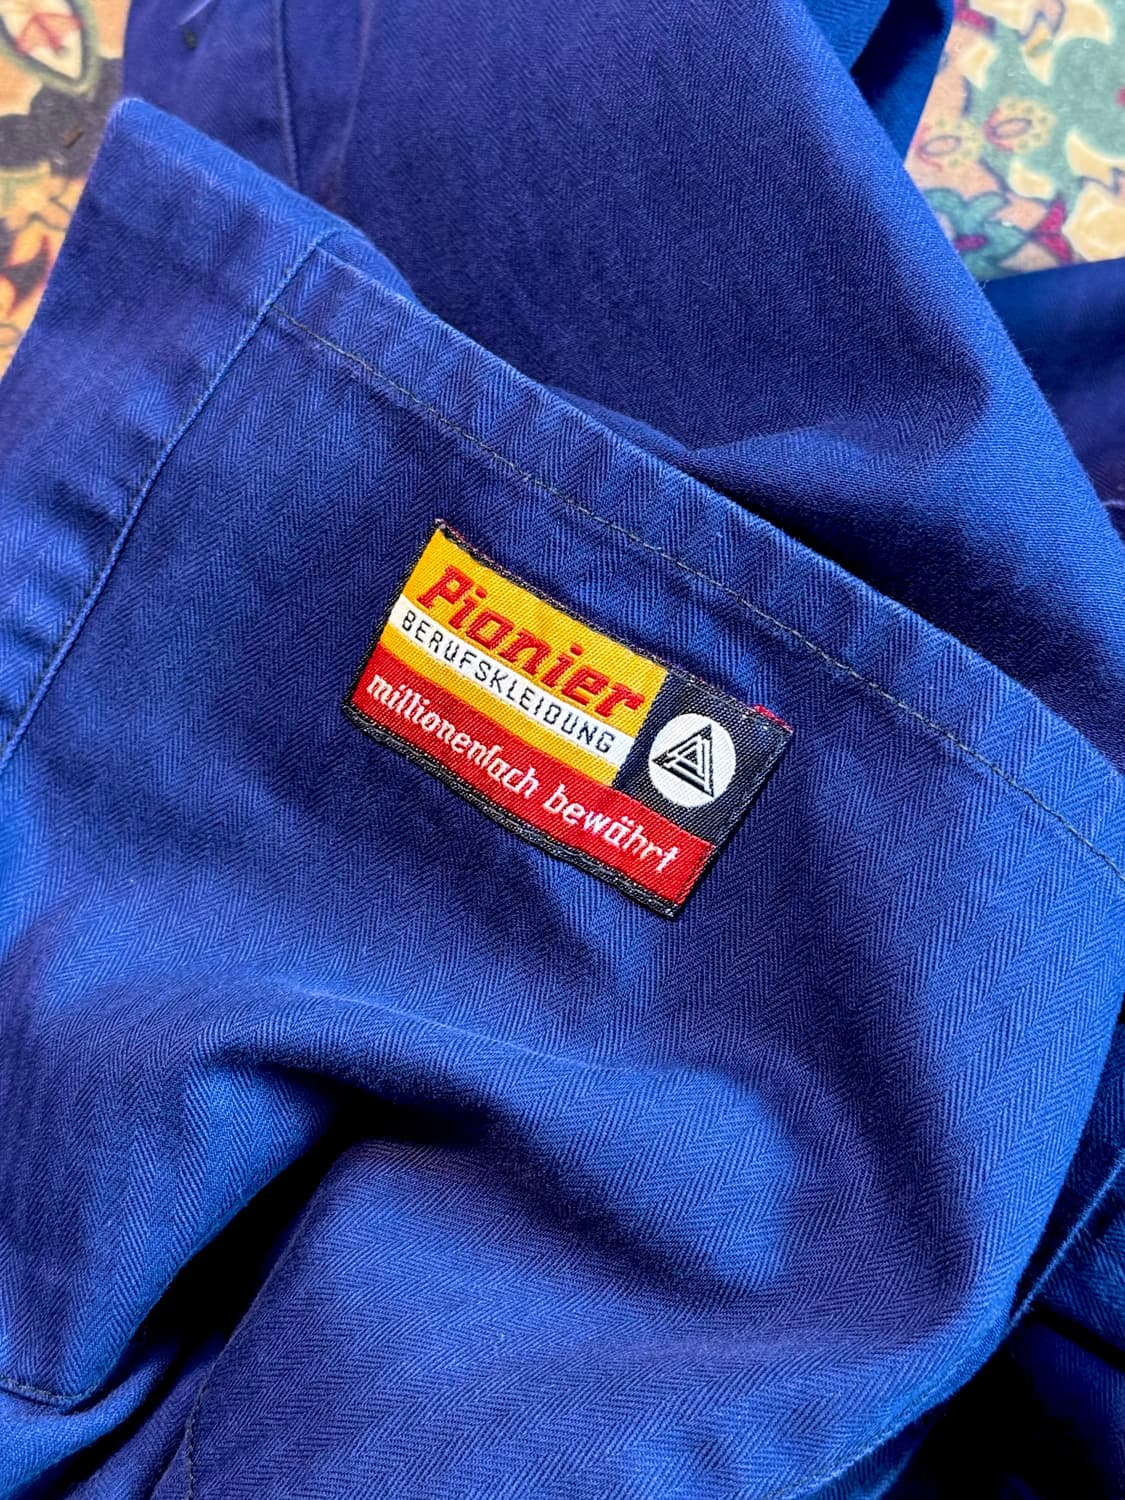 Pionier
BERUFSKLEIDUNG
millionenfach bewährt